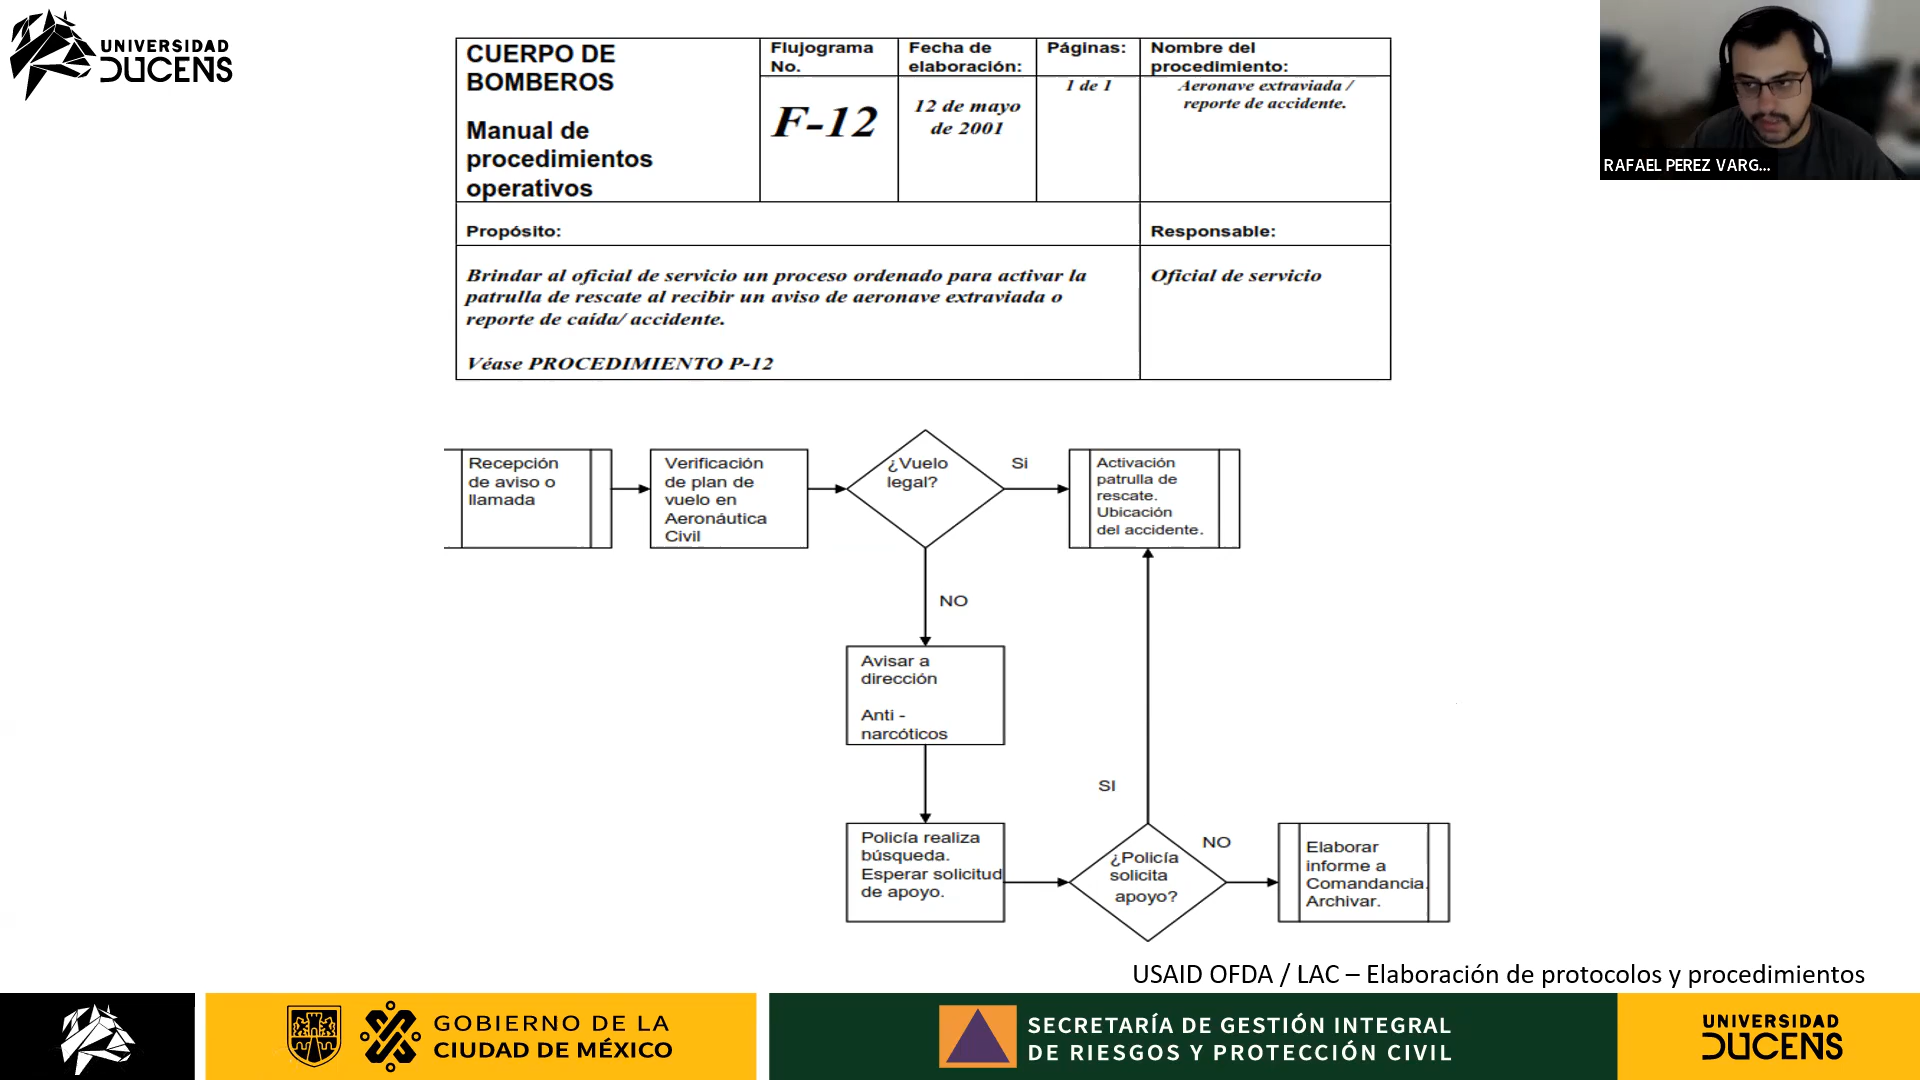 UNIVERSIDAD
DUCENS
CUERPO DE
BOMBEROS
Manual de
procedimientos
operativos
Flujograma
No.
F-12
Fecha de
elaboración:
12 de mayo
de 2001
Páginas:
1 de 1
Nombre del
procedimiento:
Aeronave extraviada /
reporte de accidente.
RAFAEL PEREZ VARG...
Propósito:
Responsable:
Brindar al oficial de servicio un proceso ordenado para activar la
patrulla de rescate al recibir un aviso de aeronave extraviada o
reporte de caída/ accidente.
Véase PROCEDIMIENTO P-12
Oficial de servicio
Recepción
de aviso o
llamada
Verificación
de plan de
vuelo en
Aeronáutica
Civil
¿Vuelo
legal?
Si
Activación
patrulla de
rescate.
Ubicación
del accidente.
NO
Avisar a
dirección
Anti -
narcóticos
SI
Policía realiza
búsqueda.
Esperar solicitud
de apoyo.
¿Policía
solicita
apoyo?
NO
Elaborar
informe a
Comandancia.
Archivar.
USAID OFDA / LAC – Elaboración de protocolos y procedimientos
GOBIERNO DE LA
CIUDAD DE MÉXICO
SECRETARÍA DE GESTIÓN INTEGRAL
DE RIESGOS Y PROTECCIÓN CIVIL
UNIVERSIDAD
DUCENS